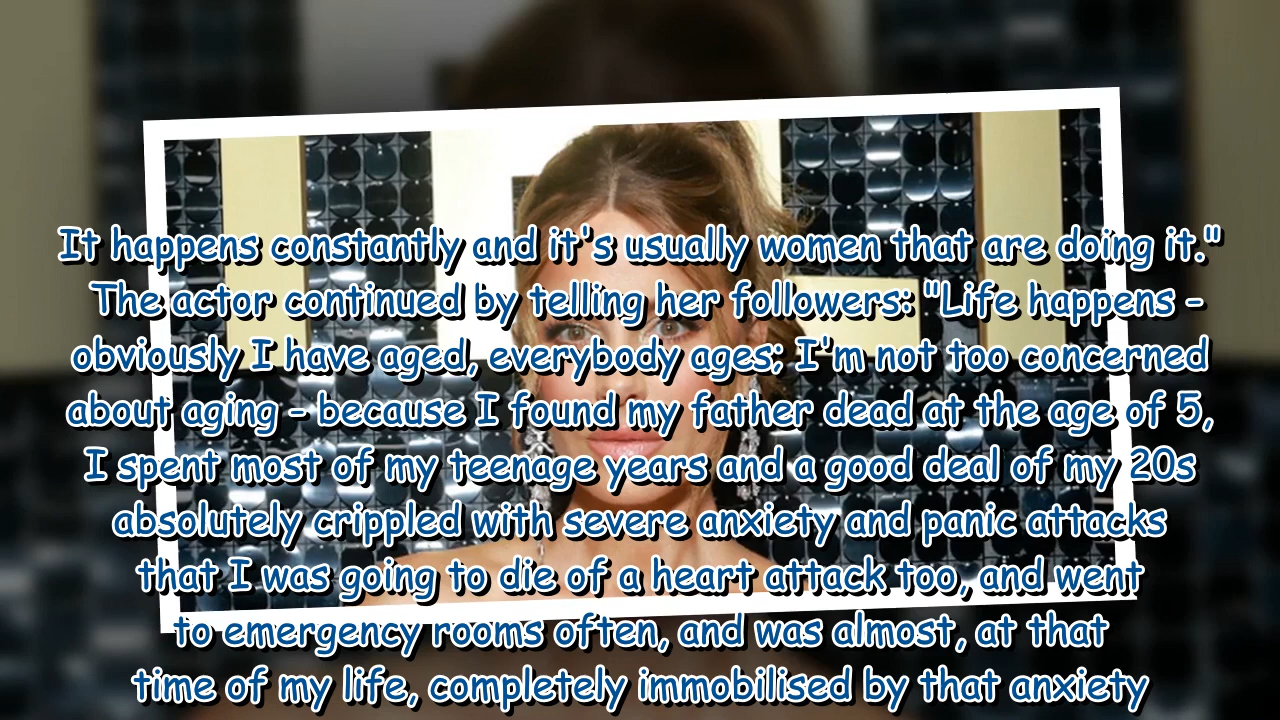 It happens constantly and it's usually women that are doing it."
The actor continued by telling her followers: "Life happens -
obviously I have aged, everybody ages; I'm not too concerned
about aging - because I found my father dead at the age of 5,
I spent most of my teenage years and a good deal of my 20s
absolutely crippled with severe anxiety and panic attacks
that I was going to die of a heart attack too, and went
to emergency rooms often, and was almost, at that
time of my life, completely immobilised by that anxiety